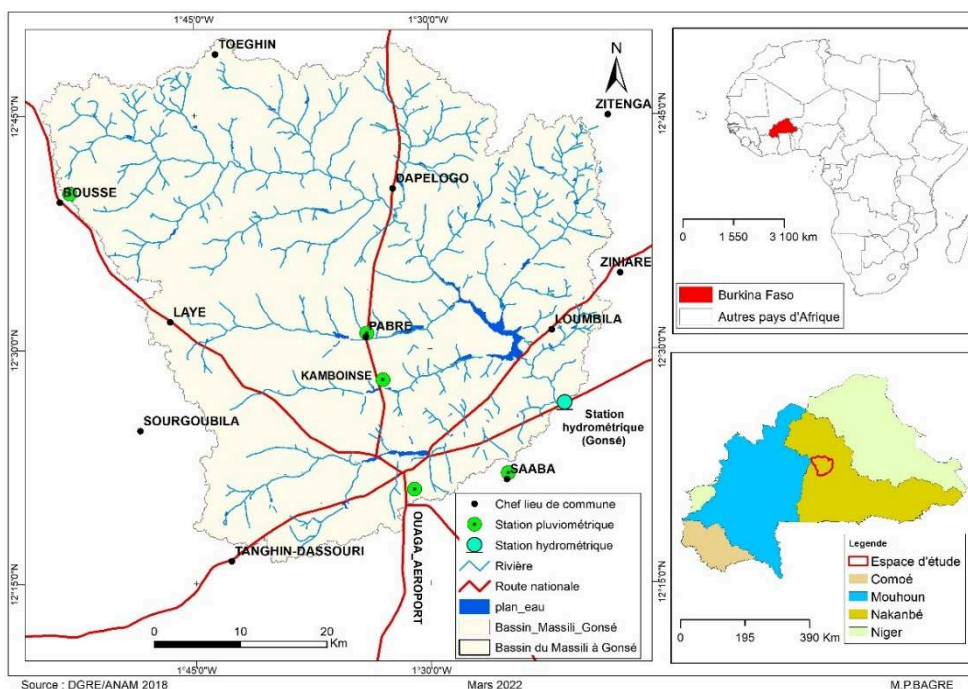 1°45'0"W
1°30'0"W
TOEGHIN
N
ZITENGA
12°45'0"N
12°45'0"N
DAPELOGO
BOUSSE
ZINIARE
LAYE
PABRE
LOUMBILA
12°30'0"N
12°30'0"N
KAMBOINSE
SOURGOUBILA
Station
hydrométrique
(Gonsé)
SAABA
OUAGA_AEROPORT
TANGHIN-DASSOURI
12°15'0"N
12°15'0"N
Chef lieu de commune
Station pluviométrique
Station hydrométrique
Rivière
Route nationale
plan_eau
Bassin_Massili_Gonsé
Bassin du Massili à Gonsé
0 10 20
Km
1°45'0"W
1°30'0"W
0 1 550 3 100 km
Burkina Faso
Autres pays d'Afrique
Legende
Espace d'étude
Comoé
Mouhoun
Nakanbé
Niger
0 195 390
Km
Source : DGRE/ANAM 2018 Mars 2022 M.P.BAGRE